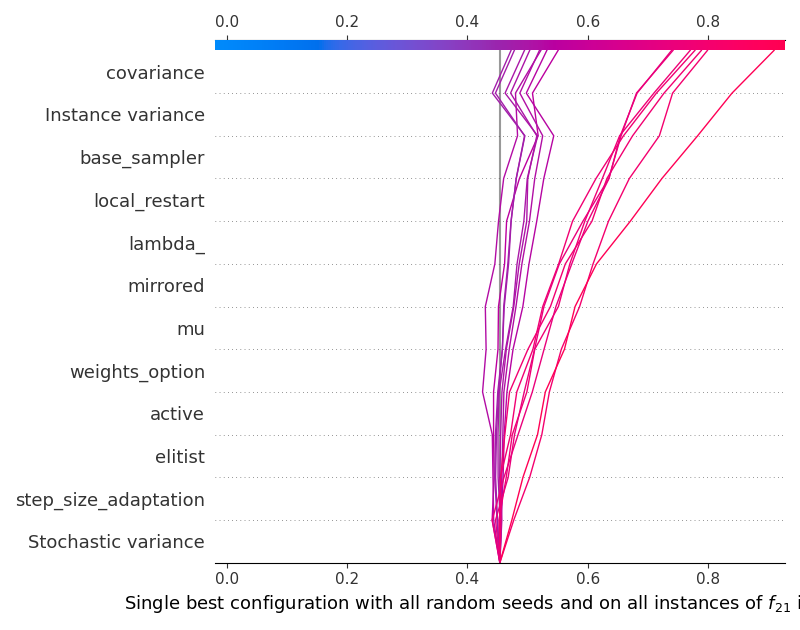 0.0 0.2 0.4 0.6 0.8
covariance
Instance variance
base_sampler
local_restart
lambda_
mirrored
mu
weights_option
active
elitist
step_size_adaptation
Stochastic variance
0.0 0.2 0.4 0.6 0.8
Single best configuration with all random seeds and on all instances of f21 i